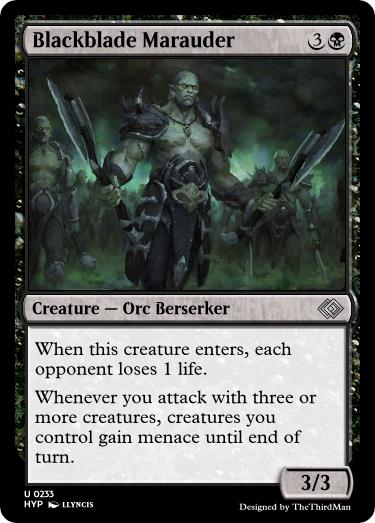 Blackblade Marauder 3
Creature — Orc Berserker
When this creature enters, each
opponent loses 1 life.
Whenever you attack with three or
more creatures, creatures you
control gain menace until end of
turn.
3/3
U 0233
HYP LLYNCIS
Designed by TheThirdMan